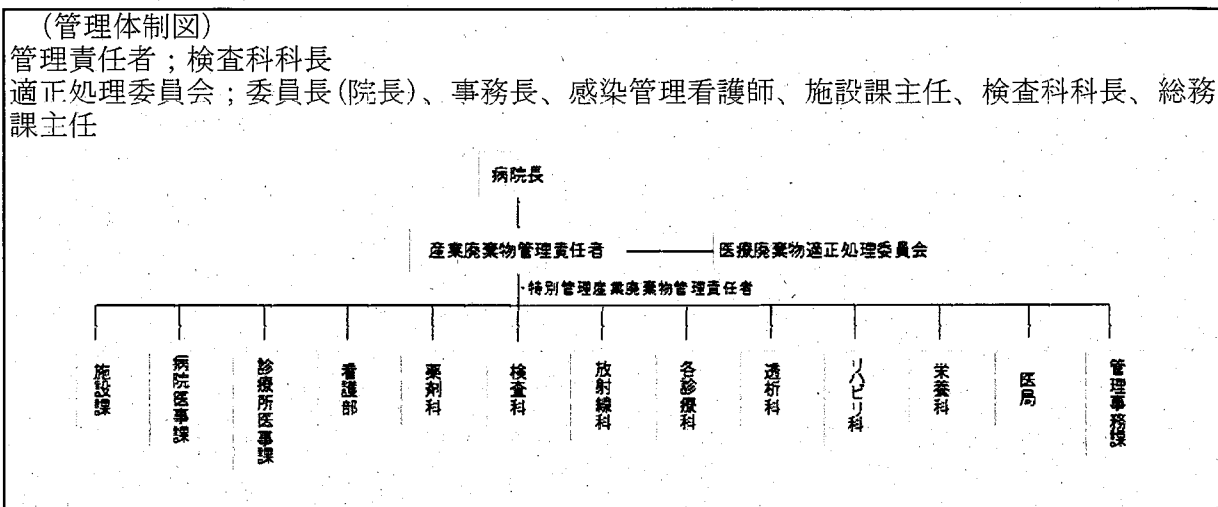 (管理体制図)
管理責任者;検査科科長
適正処理委員会;委員長(院長)、事務長、感染管理看護師、施設課主任、検査科科長、総務
課主任
病院長
産業廃棄物管理責任者
医療廃棄物適正処理委員会
・特別管理産業廃棄物管理責任者
施設課
病院医事課
診療所医事課
看護部
薬剤科
検査科
放射線科
各診療科
透析科
リハビリ科
栄養科
医局
管理事務課